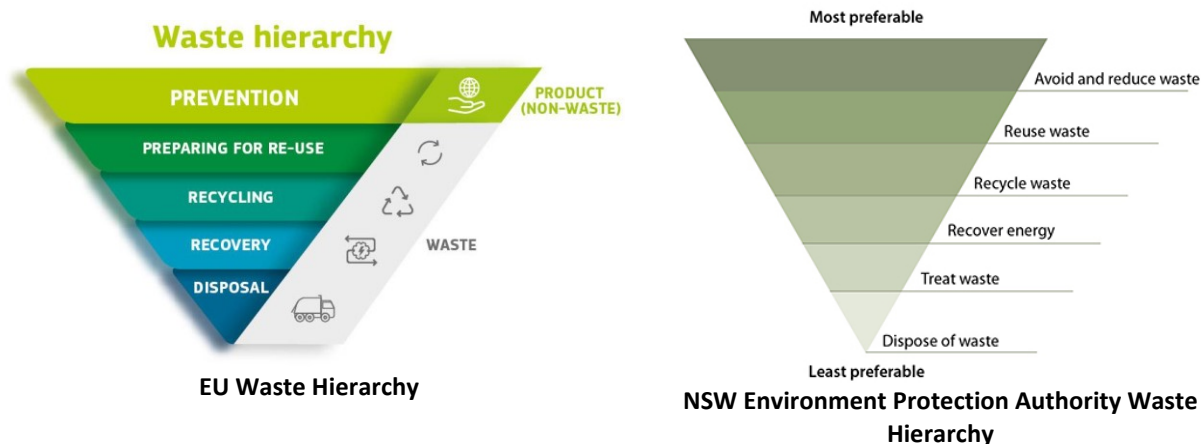 Waste hierarchy
PREVENTION
PRODUCT
(NON-WASTE)
PREPARING FOR RE-USE
RECYCLING
RECOVERY
WASTE
DISPOSAL
EU Waste Hierarchy
Most preferable
Avoid and reduce waste
Reuse waste
Recycle waste
Recover energy
Treat waste
Dispose of waste
Least preferable
NSW Environment Protection Authority Waste
Hierarchy